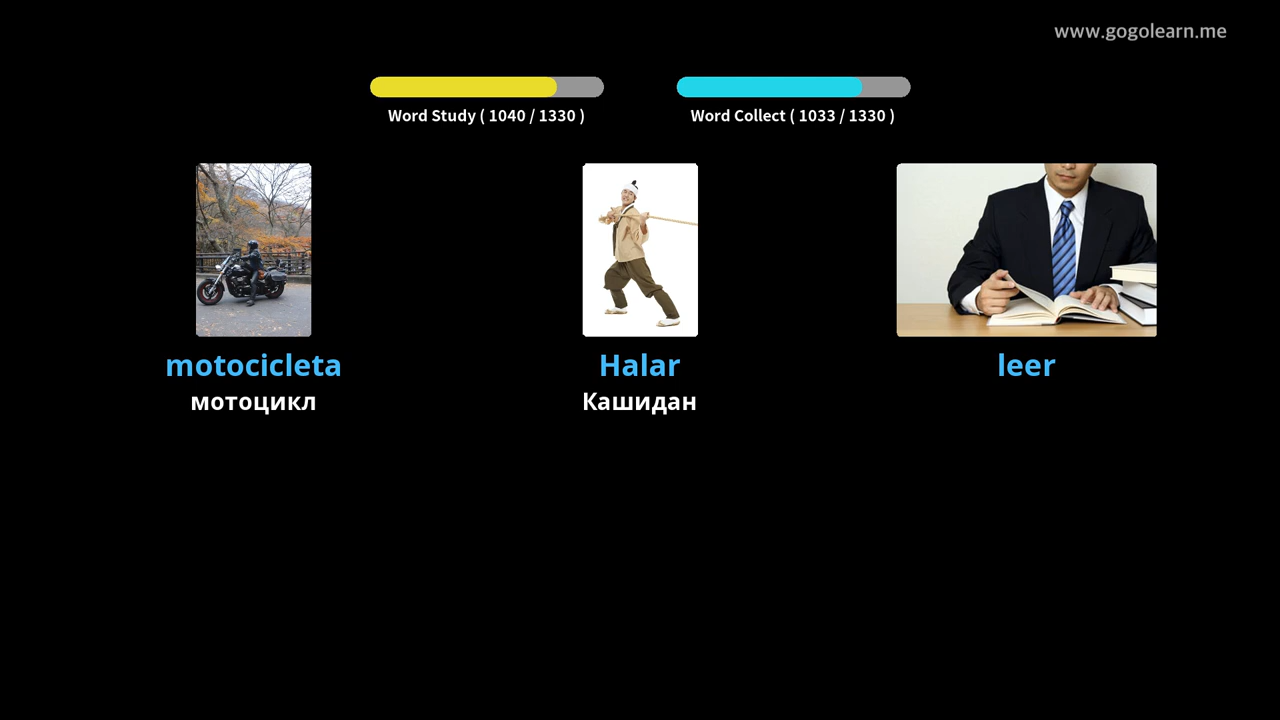 www.gogolearn.me
Word Study ( 1040 / 1330 )
Word Collect ( 1033 / 1330 )
motocicleta
Halar
leer
мотоцикл
Кашидан